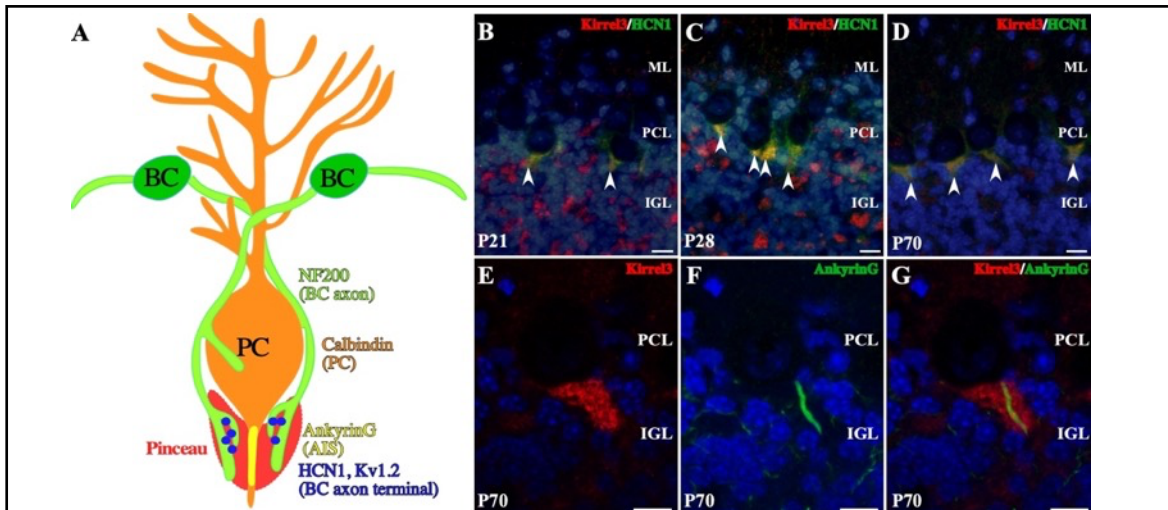 A
BC
BC
NF200
(BC axon)
PC
Calbindin
(PC)
Pinceau
AnkyrinG
(AIS)
HCN1, Kv1.2
(BC axon terminal)
B
Kirrel3/HCN1
ML
PCL
IGL
P21
C
Kirrel3/HCN1
ML
PCL
IGL
P28
D
Kirrel3/HCN1
ML
PCL
IGL
P70
E
Kirrel3
PCL
IGL
P70
F
AnkyrinG
PCL
IGL
P70
G
Kirrel3/AnkyrinG
PCL
IGL
P70